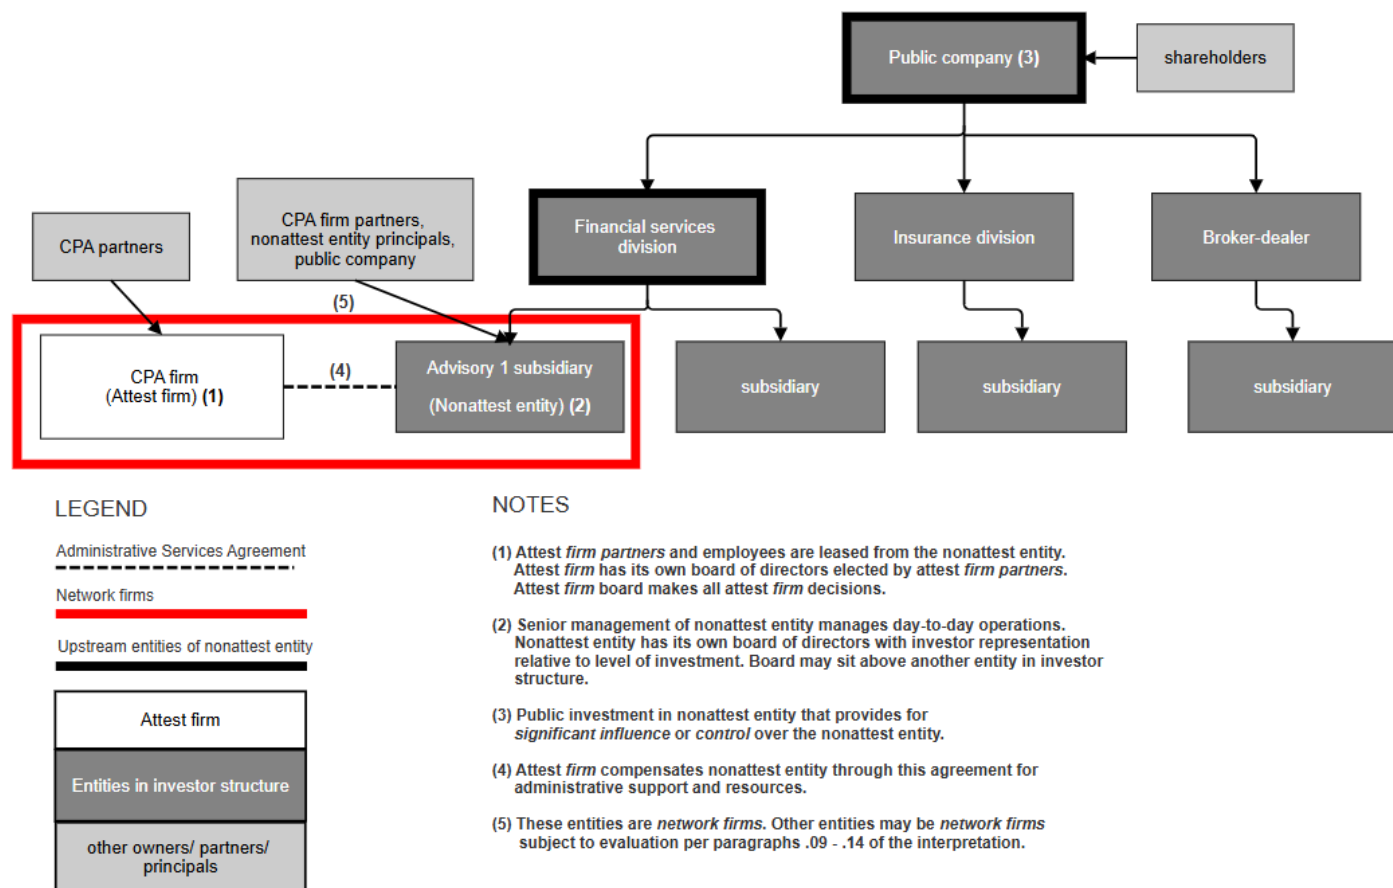 Public company (3)
shareholders
CPA partners
CPA firm partners,
nonattest entity principals,
public company
Financial services
division
Insurance division
Broker-dealer
(5)
CPA firm
(Attest firm) (1)
(4)
Advisory 1 subsidiary
(Nonattest entity) (2)
subsidiary
subsidiary
subsidiary
LEGEND
Administrative Services Agreement
Network firms
Upstream entities of nonattest entity
Attest firm
Entities in investor structure
other owners/ partners/
principals
NOTES
(1) Attest firm partners and employees are leased from the nonattest entity.
Attest firm has its own board of directors elected by attest firm partners.
Attest firm board makes all attest firm decisions.
(2) Senior management of nonattest entity manages day-to-day operations.
Nonattest entity has its own board of directors with investor representation
relative to level of investment. Board may sit above another entity in investor
structure.
(3) Public investment in nonattest entity that provides for
significant influence or control over the nonattest entity.
(4) Attest firm compensates nonattest entity through this agreement for
administrative support and resources.
(5) These entities are network firms. Other entities may be network firms
subject to evaluation per paragraphs .09 - .14 of the interpretation.